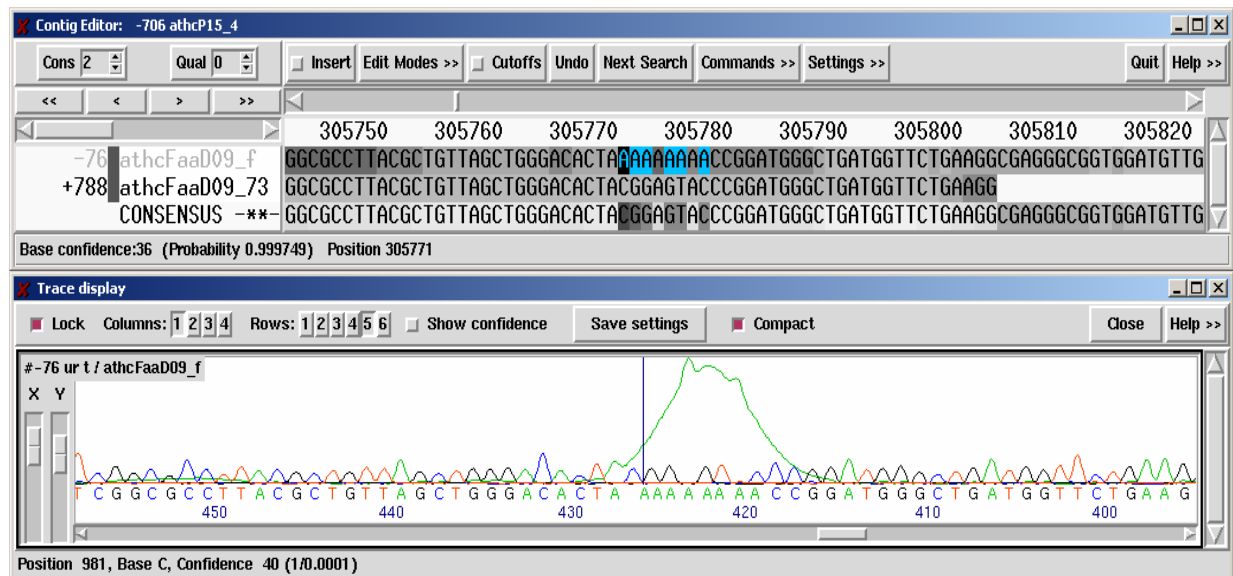 Contig Editor: -706 athcP15_4
Cons 2 Qual 0 Insert Edit Modes >> Cutoffs Undo Next Search Commands >> Settings >> Quit Help >>
<< < > >>
305750 305760 305770 305780 305790 305800 305810 305820
-76 athcFaaD09_f GGCGCCTTACGCTGTTAGCTGGGACACTAAAAAAAAACCGGATGGGCTGATGGTTCTGAAGGCGAGGGCGGTGGATGTTG
+788 athcFaaD09_73 GGCGCCTTACGCTGTTAGCTGGGACACTACGGAGTACCCGGATGGGCTGATGGTTCTGAAGG
CONSENSUS -**- GGCGCCTTACGCTGTTAGCTGGGACACTACGGAGTACCCGGATGGGCTGATGGTTCTGAAGGCGAGGGCGGTGGATGTTG
Base confidence:36 (Probability 0.999749) Position 305771
Trace display
Lock Columns: 1 2 3 4 Rows: 1 2 3 4 5 6 Show confidence Save settings Compact Close Help >>
#-76 ur t / athcFaaD09_f
X Y
T C G G C G C C T T A C G C T G T T A G C T G G G A C A C T A A A A A A A A A C C G G A T G G G C T G A T G G T T C T G A A G
450 440 430 420 410 400
Position 981, Base C, Confidence 40 (1/0.0001)